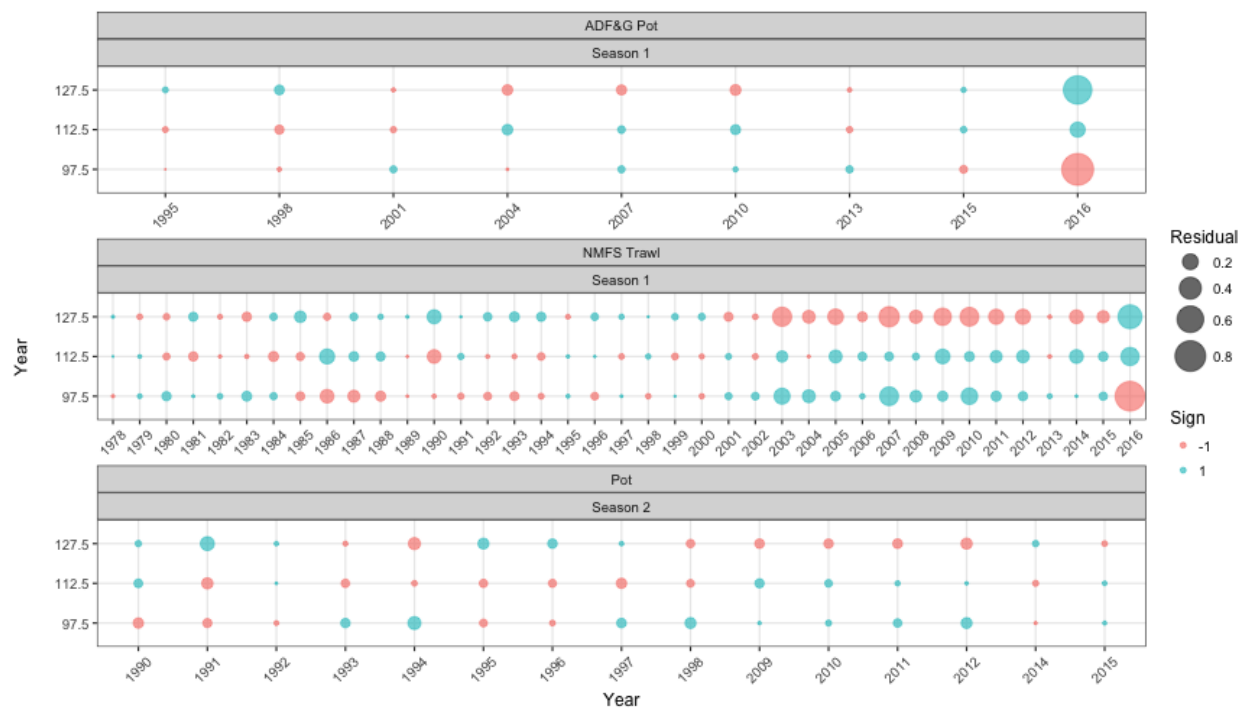 ADF&G Pot
Season 1
127.5
112.5
97.5
1995 1998 2001 2004 2007 2010 2013 2015 2016
NMFS Trawl
Season 1
127.5
112.5
97.5
1978 1979 1980 1981 1982 1983 1984 1985 1986 1987 1988 1989 1990 1991 1992 1993 1994 1995 1996 1997 1998 1999 2000 2001 2002 2003 2004 2005 2006 2007 2008 2009 2010 2011 2012 2013 2014 2015 2016
Pot
Season 2
127.5
112.5
97.5
1990 1991 1992 1993 1994 1995 1996 1997 1998 2009 2010 2011 2012 2014 2015
Year
Year
Residual
0.2
0.4
0.6
0.8
Sign
-1
1